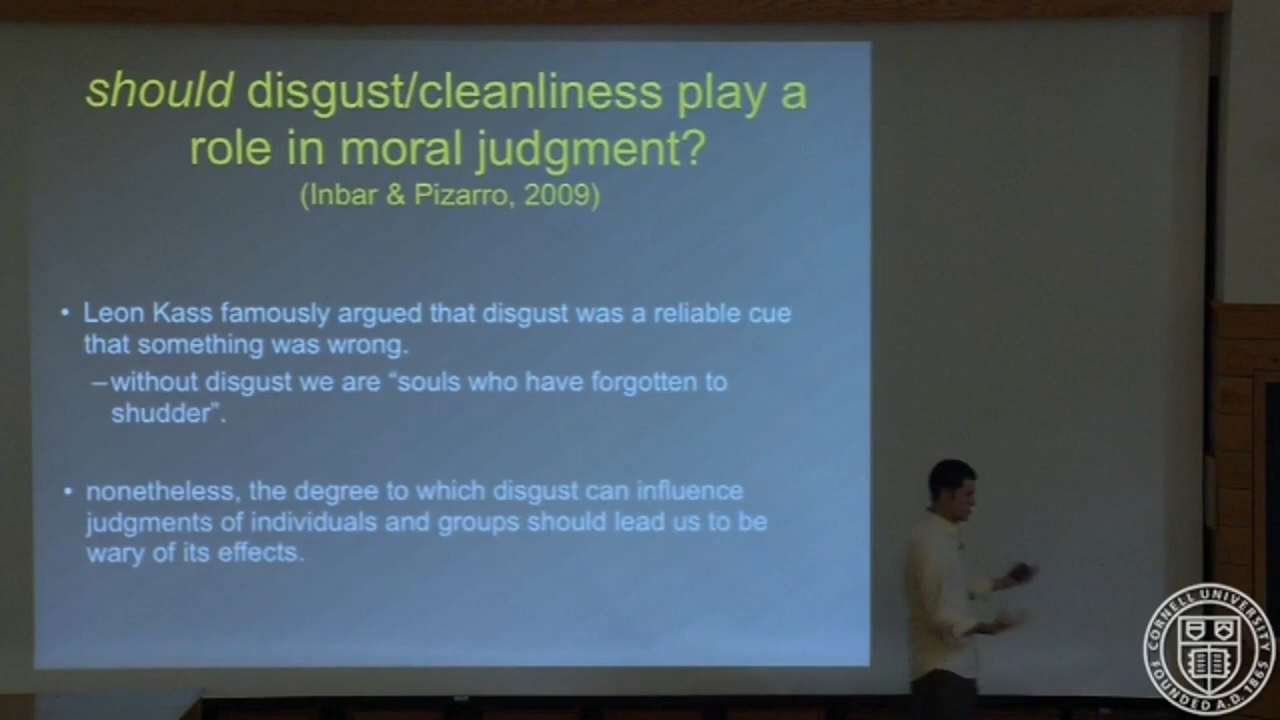 should disgust/cleanliness play a
role in moral judgment?
(Inbar & Pizarro, 2009)
• Leon Kass famously argued that disgust was a reliable cue
that something was wrong.
–without disgust we are “souls who have forgotten to
shudder”.
• nonetheless, the degree to which disgust can influence
judgments of individuals and groups should lead us to be
wary of its effects.
CORNELL UNIVERSITY
FOUNDED A.D. 1865